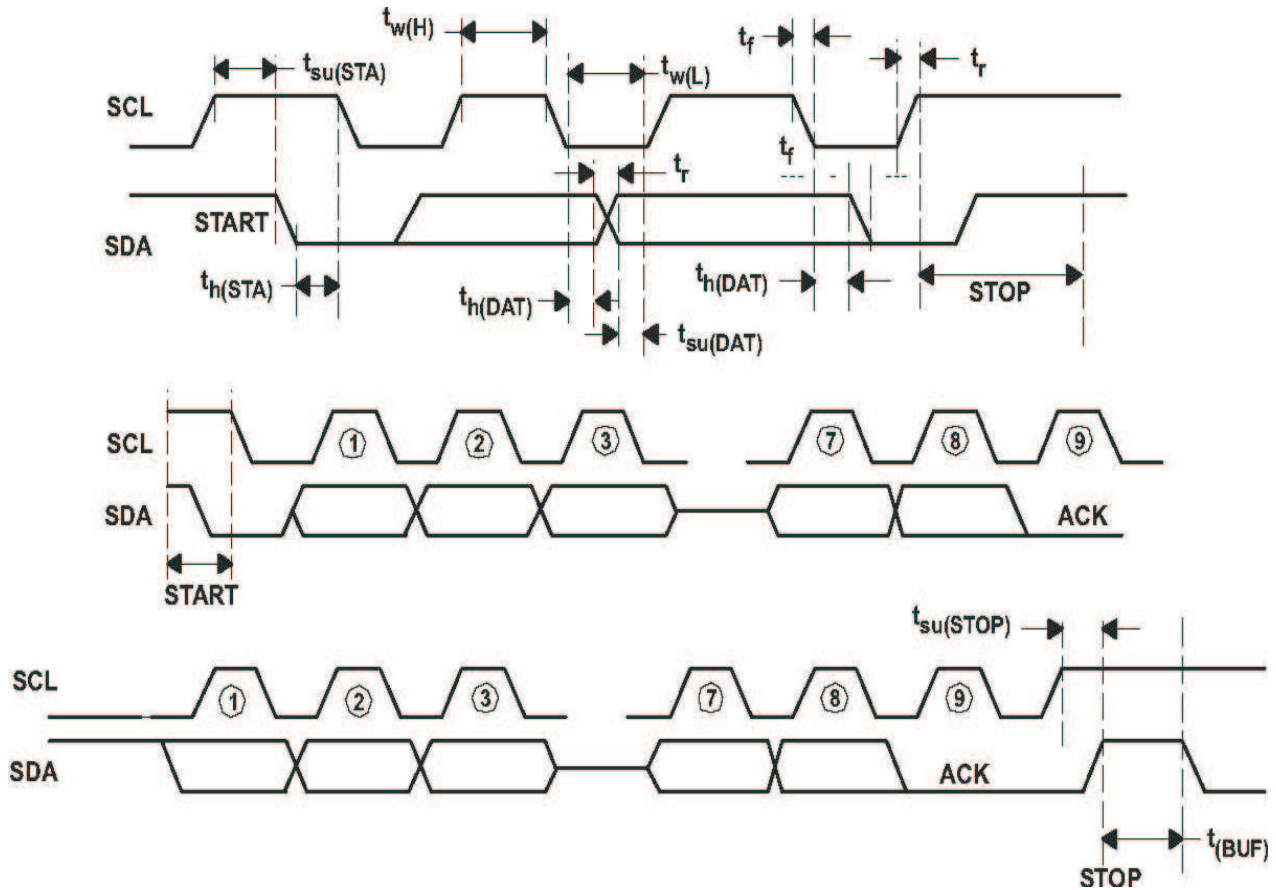 t_w(H)
t_f
t_su(STA)
t_w(L)
t_r
SCL
t_f
t_r
START
SDA
t_h(STA)
t_h(DAT)
t_h(DAT)
STOP
t_su(DAT)
SCL
1 2 3 7 8 9
SDA
ACK
START
t_su(STOP)
SCL
1 2 3 7 8 9
SDA
ACK
t_(BUF)
STOP